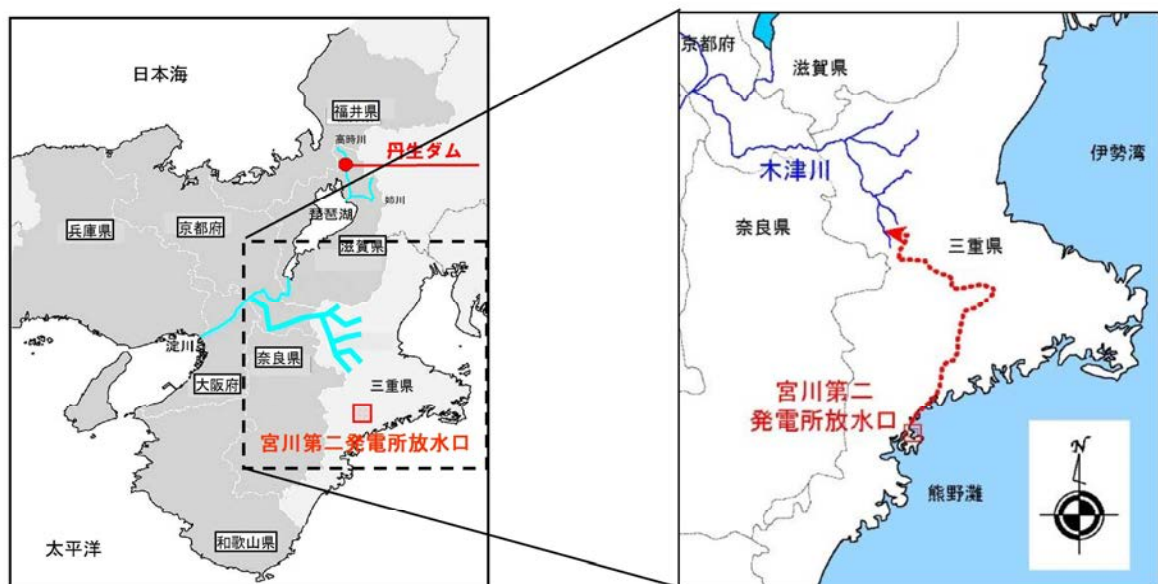 日本海
福井県
高時川
丹生ダム
姉川
琵琶湖
兵庫県
京都府
滋賀県
淀川
大阪府
奈良県
三重県
宮川第二発電所放水口
和歌山県
太平洋
京都府
滋賀県
伊勢湾
木津川
奈良県
三重県
宮川第二
発電所放水口
熊野灘
N